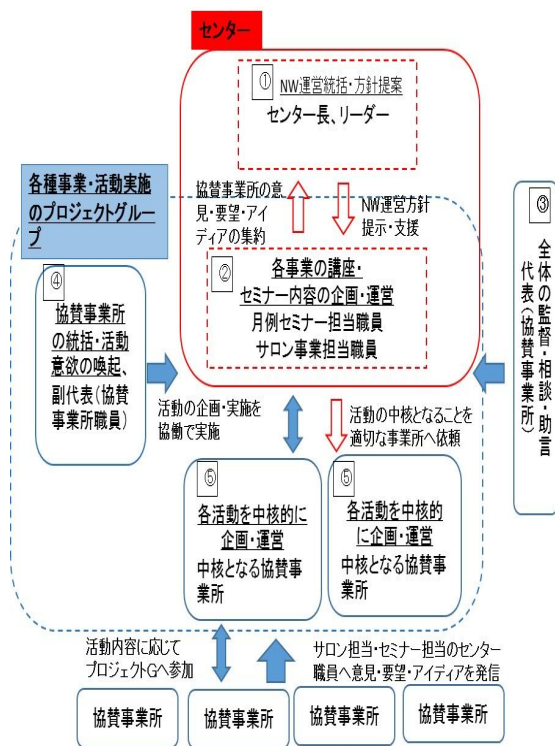 センター
①
NW運営統括・方針提案
センター長、リーダー
協賛事業所の意
見・要望・アイ
ディアの集約
NW運営方針
提示・支援
各種事業・活動実施
のプロジェクトグルー
プ
②
各事業の講座・
セミナー内容の企画・運営
月例セミナー担当職員
サロン事業担当職員
③
全体の監督・相談・助言
代表(協賛事業所)
④
協賛事業所
の統括・活動
意欲の喚起、
副代表(協賛
事業所職員)
活動の企画・実施を
協働で実施
活動の中核となることを
適切な事業所へ依頼
⑤
各活動を中核的に
企画・運営
中核となる協賛事
業所
⑤
各活動を中核的
に企画・運営
中核となる協賛事
業所
活動内容に応じて
プロジェクトGへ参加
サロン担当・セミナー担当のセンター
職員へ意見・要望・アイディアを発信
協賛事業所
協賛事業所
協賛事業所
協賛事業所